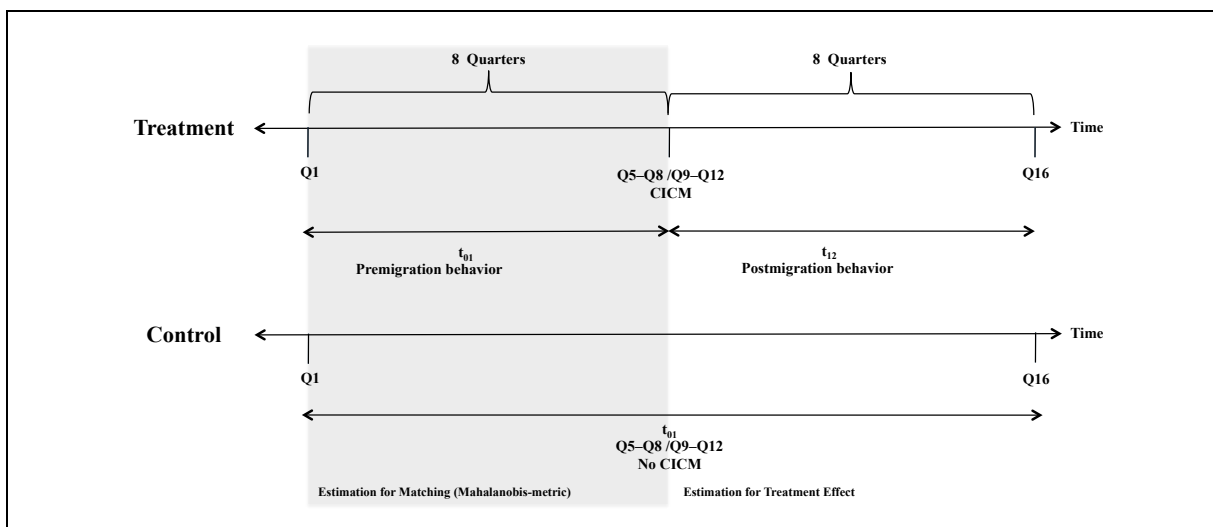 8 Quarters
8 Quarters
Treatment
Time
Q1
Q5–Q8 /Q9–Q12
CICM
Q16
t01
Premigration behavior
t12
Postmigration behavior
Control
Time
Q1
Q16
t01
Q5–Q8 /Q9–Q12
No CICM
Estimation for Matching (Mahalanobis-metric)
Estimation for Treatment Effect